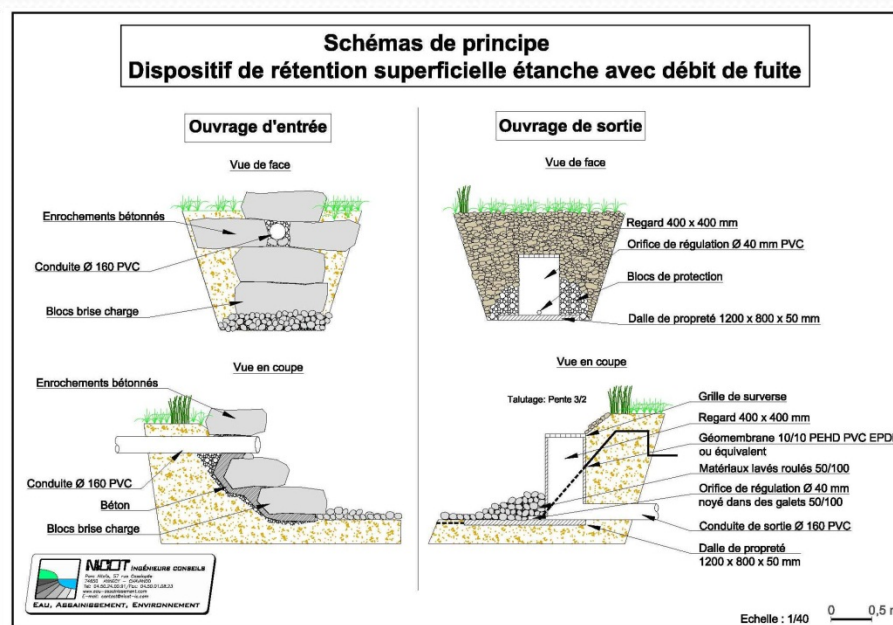 Schémas de principe
Dispositif de rétention superficielle étanche avec débit de fuite
Ouvrage d'entrée
Vue de face
Enrochements bétonnés
Conduite Ø 160 PVC
Blocs brise charge
Vue en coupe
Enrochements bétonnés
Conduite Ø 160 PVC
Béton
Blocs brise charge
Ouvrage de sortie
Vue de face
Regard 400 x 400 mm
Orifice de régulation Ø 40 mm PVC
Blocs de protection
Dalle de propreté 1200 x 800 x 50 mm
Vue en coupe
Talutage: Pente 3/2
Grille de surverse
Regard 400 x 400 mm
Géomembrane 10/10 PEHD PVC EPD
ou équivalent
Matériaux lavés roulés 50/100
Orifice de régulation Ø 40 mm
noyé dans des galets 50/100
Conduite de sortie Ø 160 PVC
Dalle de propreté
1200 x 800 x 50 mm
NICOT INGÉNIEURS CONSEILS
EAU, ASSAINISSEMENT, ENVIRONNEMENT
Echelle : 1/40
0 0,5 m